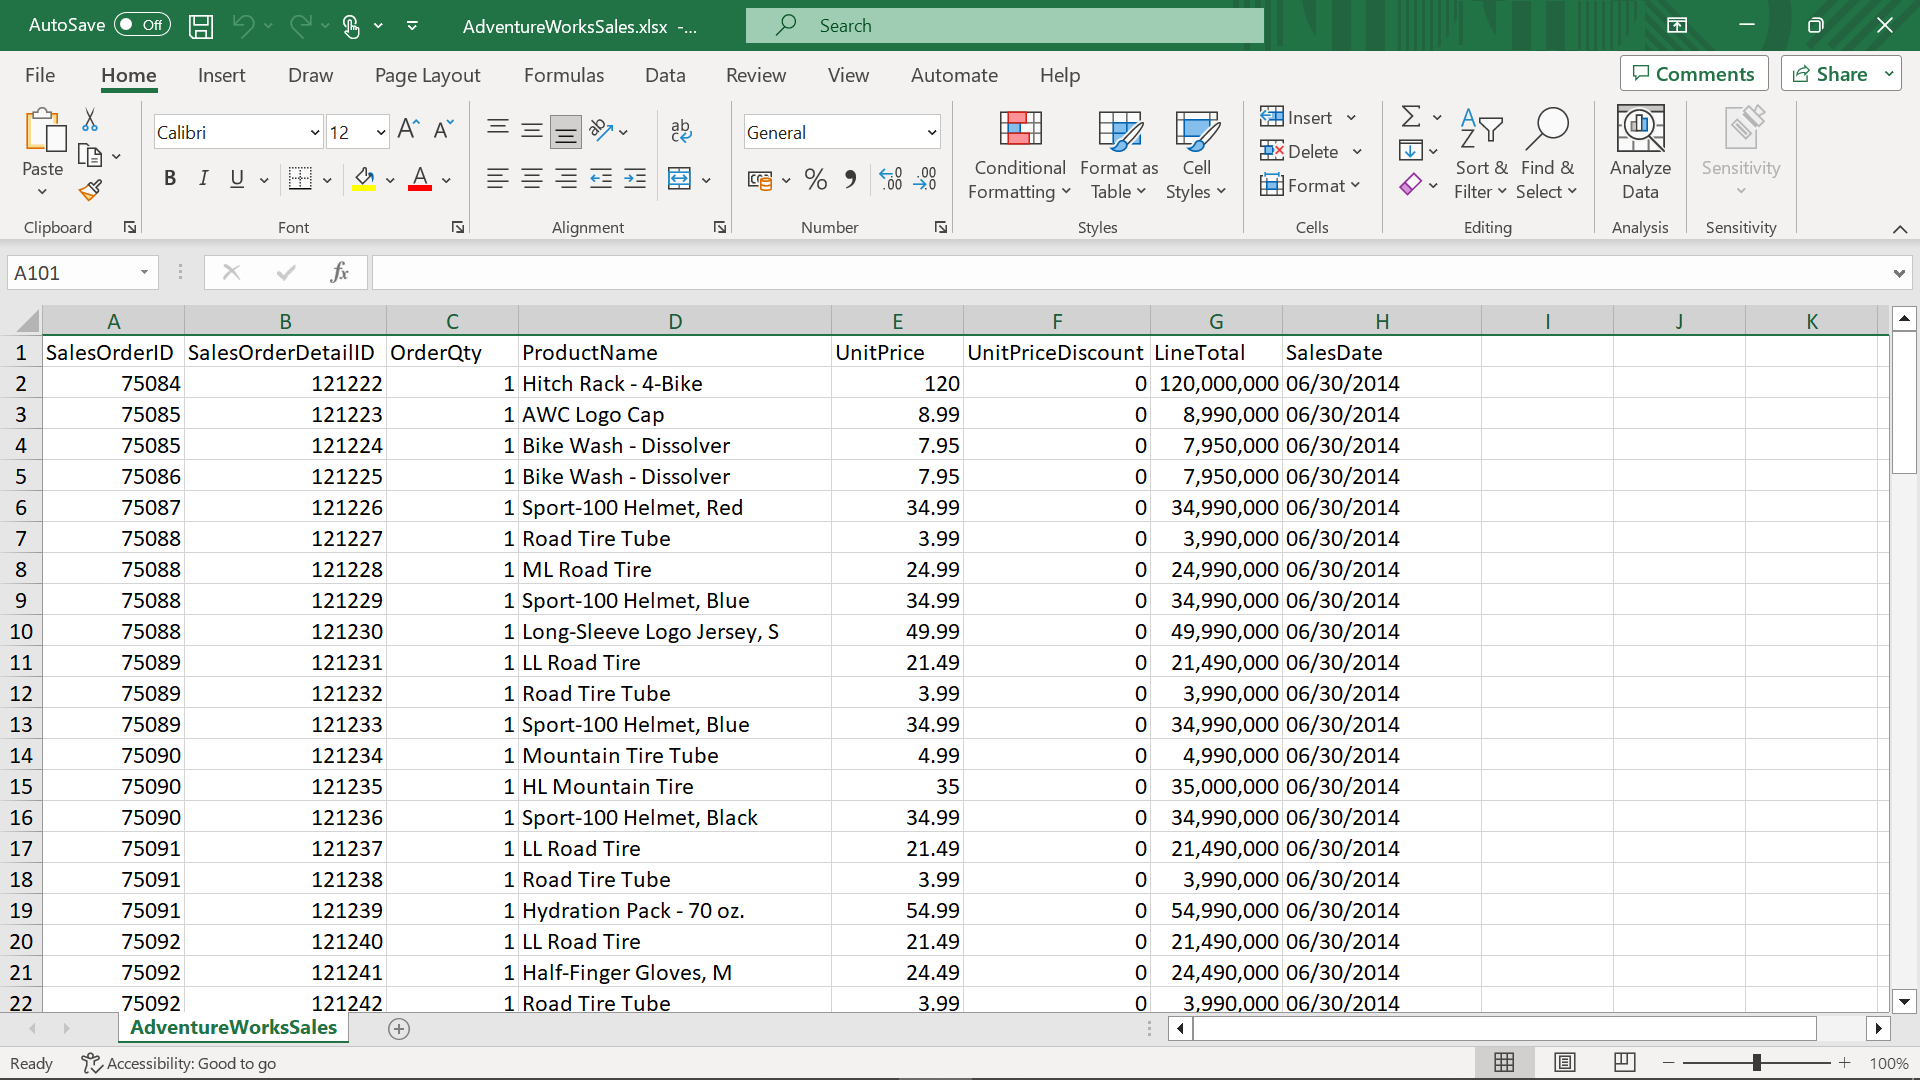 AutoSave Off AdventureWorksSales.xlsx -... Search
File Home Insert Draw Page Layout Formulas Data Review View Automate Help Comments Share
Paste
Clipboard
Calibri 12
B I U A
Font
ab
Alignment
General
% .00 .00
Number
Conditional Formatting
Format as Table
Cell Styles
Styles
Insert
Delete
Format
Cells
Sort & Filter
Find & Select
Editing
Analyze Data
Analysis
Sensitivity
Sensitivity
A101 fx
A B C D E F G H I J K
1 SalesOrderID SalesOrderDetailID OrderQty ProductName UnitPrice UnitPriceDiscount LineTotal SalesDate
2 75084 121222 1 Hitch Rack - 4-Bike 120 0 120,000,000 06/30/2014
3 75085 121223 1 AWC Logo Cap 8.99 0 8,990,000 06/30/2014
4 75085 121224 1 Bike Wash - Dissolver 7.95 0 7,950,000 06/30/2014
5 75086 121225 1 Bike Wash - Dissolver 7.95 0 7,950,000 06/30/2014
6 75087 121226 1 Sport-100 Helmet, Red 34.99 0 34,990,000 06/30/2014
7 75088 121227 1 Road Tire Tube 3.99 0 3,990,000 06/30/2014
8 75088 121228 1 ML Road Tire 24.99 0 24,990,000 06/30/2014
9 75088 121229 1 Sport-100 Helmet, Blue 34.99 0 34,990,000 06/30/2014
10 75088 121230 1 Long-Sleeve Logo Jersey, S 49.99 0 49,990,000 06/30/2014
11 75089 121231 1 LL Road Tire 21.49 0 21,490,000 06/30/2014
12 75089 121232 1 Road Tire Tube 3.99 0 3,990,000 06/30/2014
13 75089 121233 1 Sport-100 Helmet, Blue 34.99 0 34,990,000 06/30/2014
14 75090 121234 1 Mountain Tire Tube 4.99 0 4,990,000 06/30/2014
15 75090 121235 1 HL Mountain Tire 35 0 35,000,000 06/30/2014
16 75090 121236 1 Sport-100 Helmet, Black 34.99 0 34,990,000 06/30/2014
17 75091 121237 1 LL Road Tire 21.49 0 21,490,000 06/30/2014
18 75091 121238 1 Road Tire Tube 3.99 0 3,990,000 06/30/2014
19 75091 121239 1 Hydration Pack - 70 oz. 54.99 0 54,990,000 06/30/2014
20 75092 121240 1 LL Road Tire 21.49 0 21,490,000 06/30/2014
21 75092 121241 1 Half-Finger Gloves, M 24.49 0 24,490,000 06/30/2014
22 75092 121242 1 Road Tire Tube 3.99 0 3,990,000 06/30/2014
AdventureWorksSales
Ready Accessibility: Good to go 100%